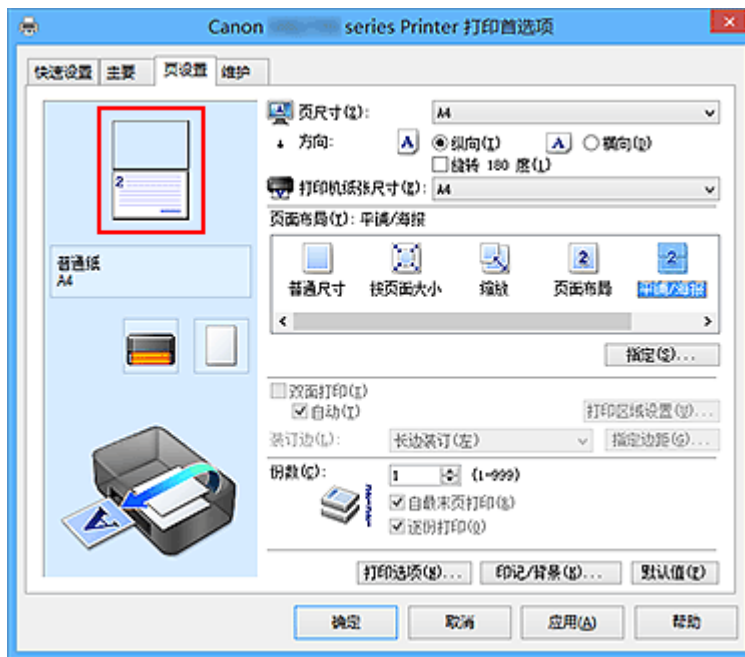 Canon series Printer 打印首选项
快速设置 主要 页设置 维护
页尺寸(Z): A4
方向: A 纵向(I) A 横向(D)
旋转 180 度(L)
打印机纸张尺寸(E): A4
页面布局(Y): 平铺/海报
2
普通纸
A4
2 2
普通尺寸 按页面大小 缩放 页面布局 平铺/海报
指定(S)...
双面打印(X)
自动(T)
打印区域设置(U)...
装订边(L): 长边装订(左) 指定边距(G)...
份数(C): 1 (1-999)
自最末页打印(R)
逐份打印(O)
A
打印选项(N)... 印记/背景(K)... 默认值(F)
确定 取消 应用(A) 帮助